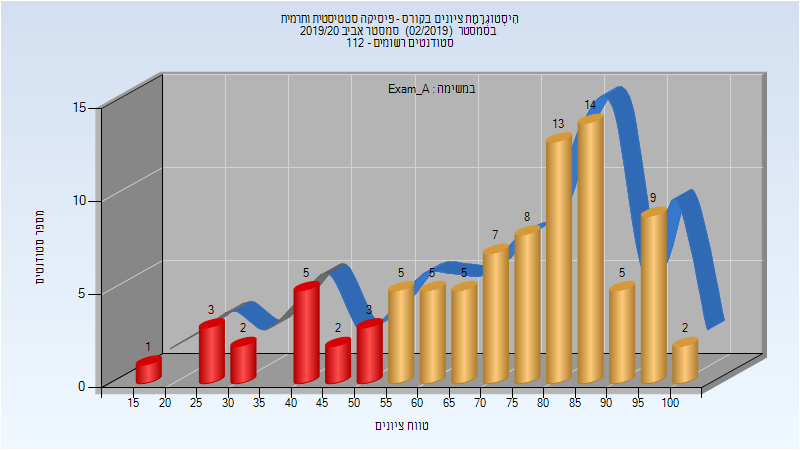 היסטוגרמת ציונים בקורס - פיסיקה סטטיסטית ותרמית
בסמסטר (02/2019) סמסטר אביב 2019/20
סטודנטים רשומים - 112
במשימה : Exam_A
מספר סטודנטים
15
10
5
0
1 3 2 5 2 3 5 5 5 7 8 13 14 5 9 2
15 20 25 30 35 40 45 50 55 60 65 70 75 80 85 90 95 100
טווח ציונים